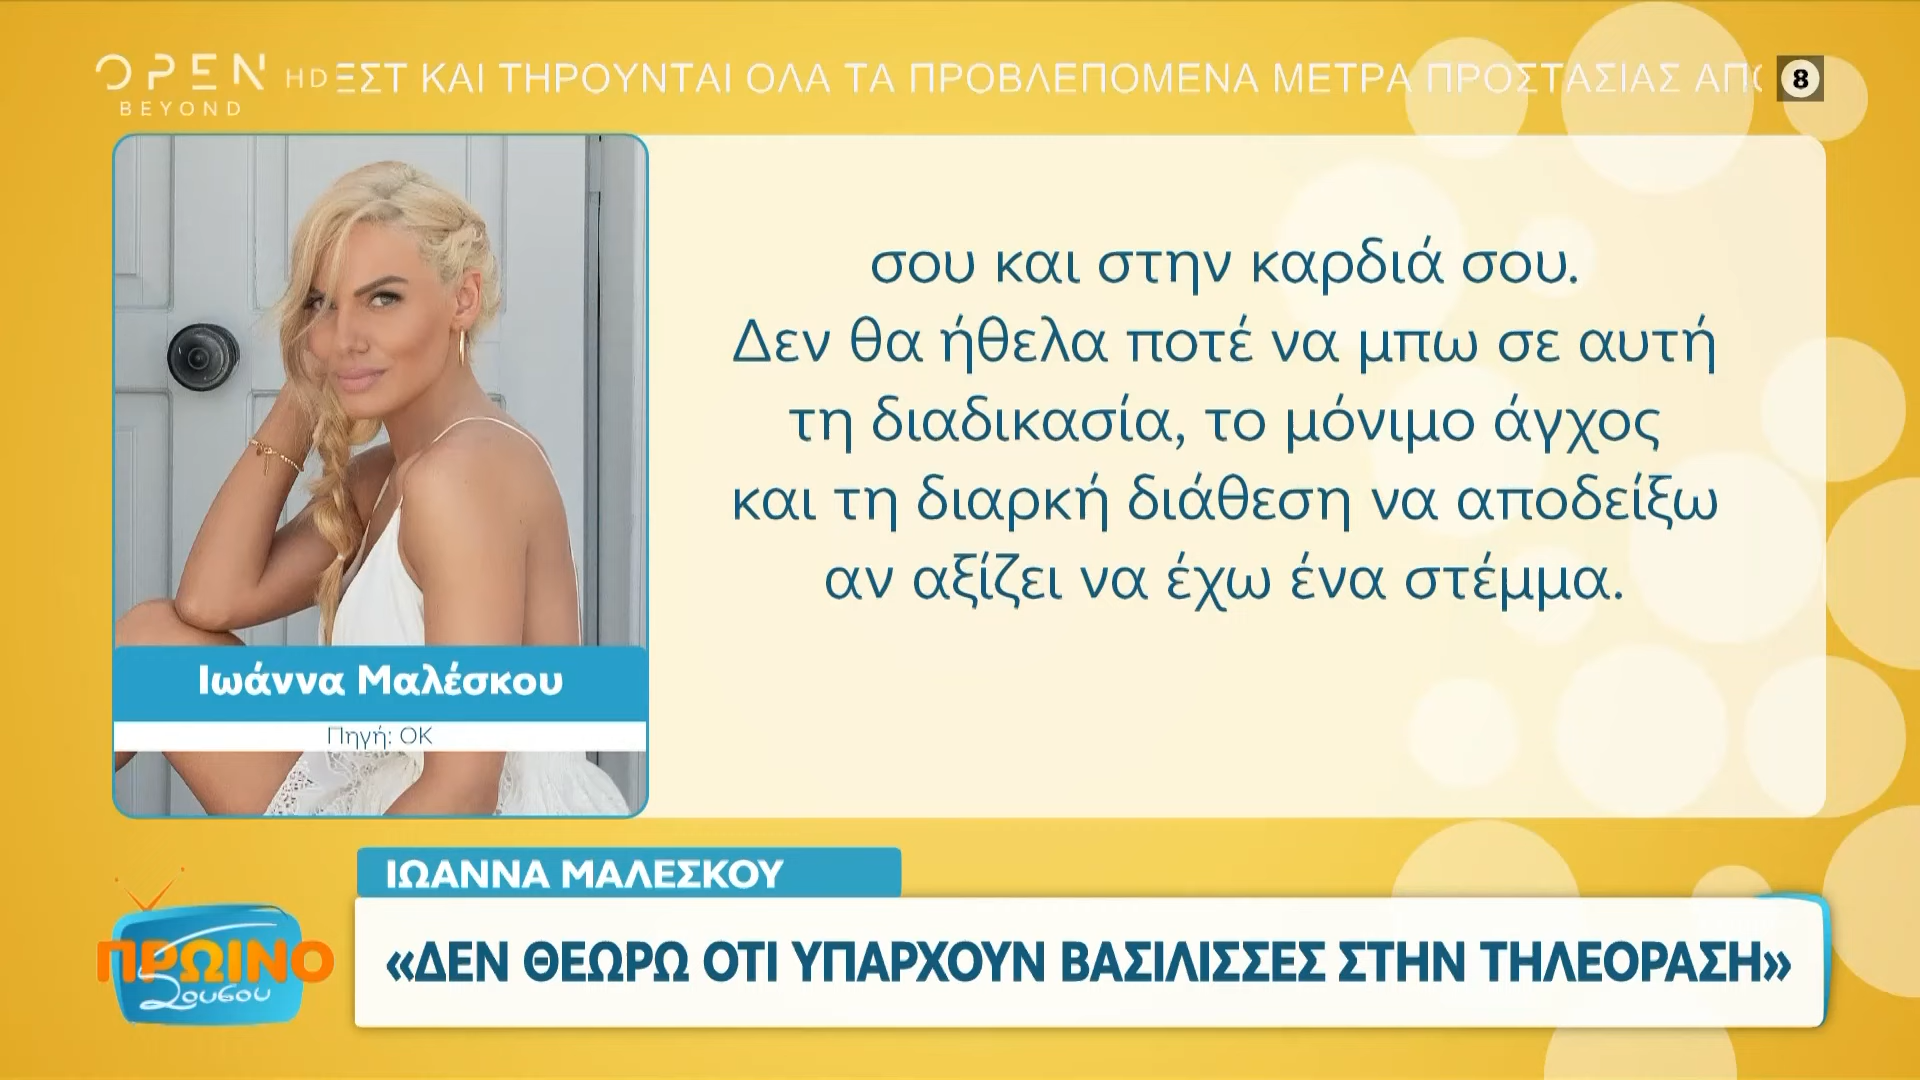 OPEN
BEYOND
HD
ΕΣΤ ΚΑΙ ΤΗΡΟΥΝΤΑΙ ΟΛΑ ΤΑ ΠΡΟΒΛΕΠΟΜΕΝΑ ΜΕΤΡΑ ΠΡΟΣΤΑΣΙΑΣ ΑΠΟ
8
σου και στην καρδιά σου.
Δεν θα ήθελα ποτέ να μπω σε αυτή
τη διαδικασία, το μόνιμο άγχος
και τη διαρκή διάθεση να αποδείξω
αν αξίζει να έχω ένα στέμμα.
Ιωάννα Μαλέσκου
Πηγή: ΟΚ
ΙΩΑΝΝΑ ΜΑΛΕΣΚΟΥ
ΠΡΩΙΝΟ
Σουσου
«ΔΕΝ ΘΕΩΡΩ ΟΤΙ ΥΠΑΡΧΟΥΝ ΒΑΣΙΛΙΣΣΕΣ ΣΤΗΝ ΤΗΛΕΟΡΑΣΗ»